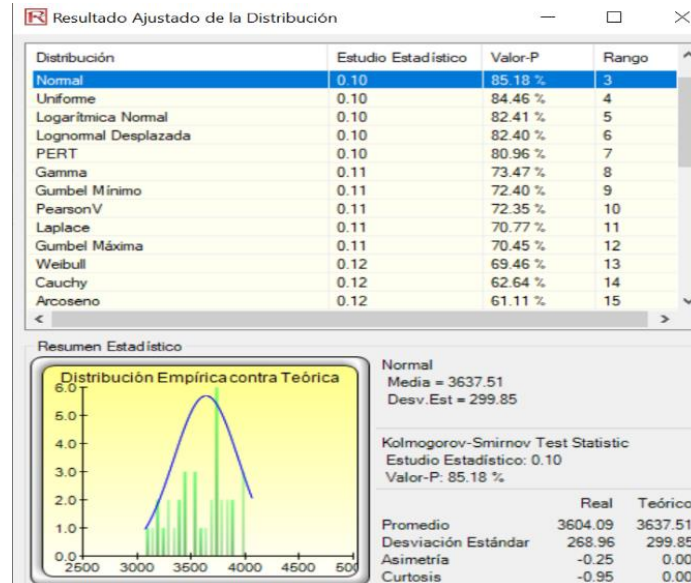 Resultado Ajustado de la Distribución
Distribución Estudio Estadístico Valor-P Rango
Normal 0.10 85.18 % 3
Uniforme 0.10 84.46 % 4
Logarítmica Normal 0.10 82.41 % 5
Lognormal Desplazada 0.10 82.40 % 6
PERT 0.10 80.96 % 7
Gamma 0.11 73.47 % 8
Gumbel Mínimo 0.11 72.40 % 9
PearsonV 0.11 72.35 % 10
Laplace 0.11 70.77 % 11
Gumbel Máxima 0.11 70.45 % 12
Weibull 0.12 69.46 % 13
Cauchy 0.12 62.64 % 14
Arcoseno 0.12 61.11 % 15
Resumen Estadístico
Distribución Empírica contra Teórica
6.0
5.0
4.0
3.0
2.0
1.0
0.0
2500 3000 3500 4000 4500 500
Normal
Media = 3637.51
Desv.Est = 299.85
Kolmogorov-Smirnov Test Statistic
Estudio Estadístico: 0.10
Valor-P: 85.18 %
Real Teórico
Promedio 3604.09 3637.51
Desviación Estándar 268.96 299.85
Asimetría -0.25 0.00
Curtosis -0.95 0.00